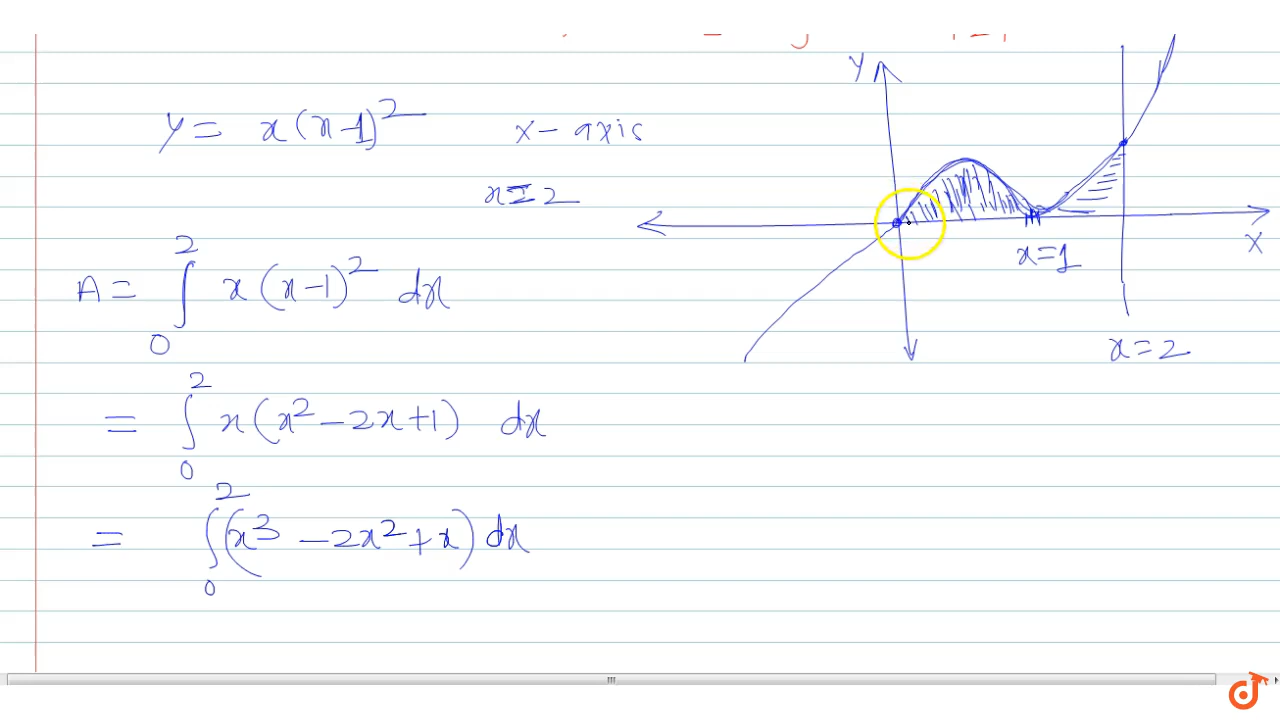 y = x(x-1)²   x-axis
x = 2
A = ∫₀² x(x-1)² dx
= ∫₀² x(x²-2x+1) dx
= ∫₀² (x³-2x²+x) dx
Y
X
x=1
x=2